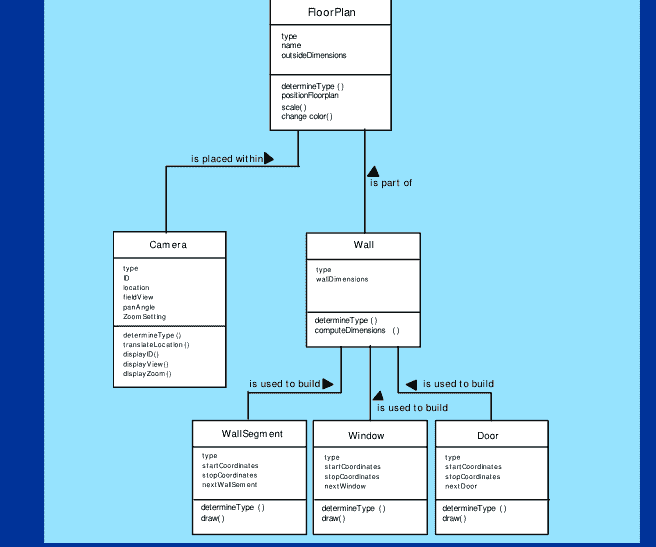 FloorPlan
type
name
outsideDimensions
determineType ()
positionFloorplan
scale()
change color()
is placed within
is part of
Camera
type
ID
location
fieldView
panAngle
ZoomSetting
determineType ()
translateLocation ()
displayID()
displayView()
displayZoom()
Wall
type
wallDimensions
determineType ()
computeDimensions ()
is used to build
is used to build
is used to build
WallSegment
type
startCoordinates
stopCoordinates
nextWallSement
determineType ()
draw()
Window
type
startCoordinates
stopCoordinates
nextWindow
determineType ()
draw()
Door
type
startCoordinates
stopCoordinates
nextDoor
determineType ()
draw()